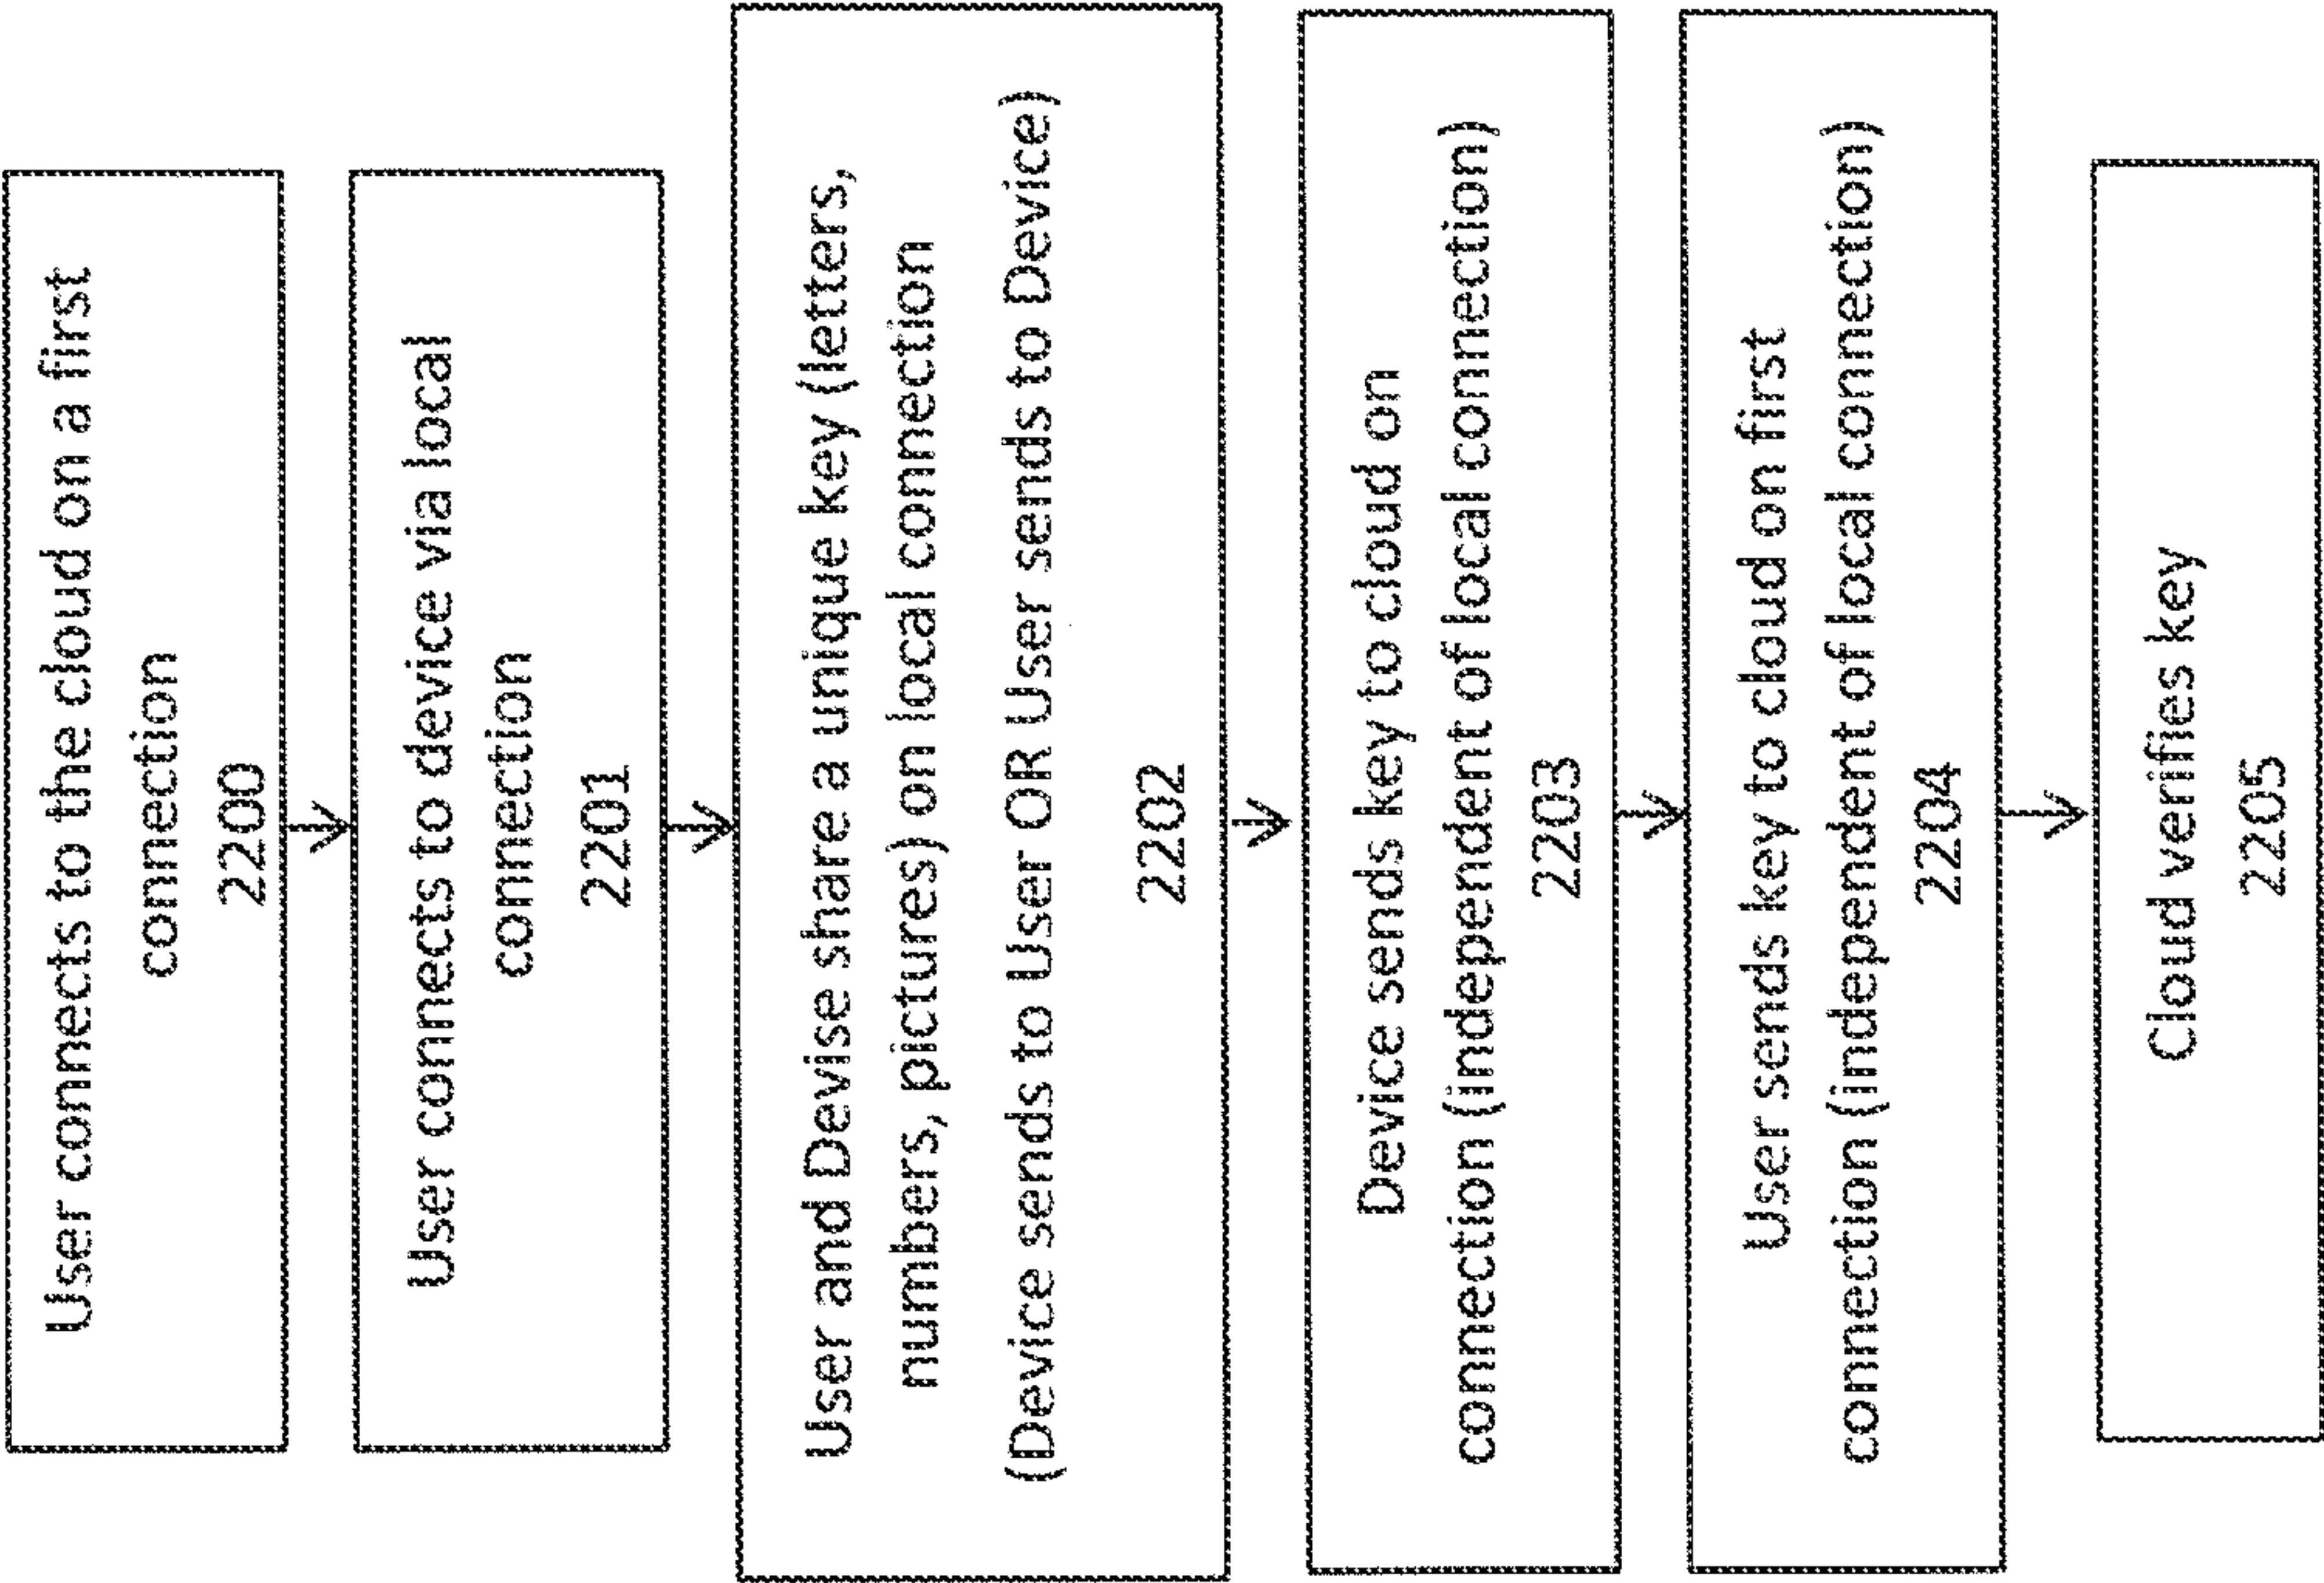 User connects to the cloud on a first
connection
2200
User connects to device via local
connection
2201
User and Devise share a unique key (letters,
numbers, pictures) on local connection
(Device sends to User OR User sends to Device)
2202
Device sends key to cloud on
connection (independent of local connection)
2203
User sends key to cloud on first
connection (independent of local connection)
2204
Cloud verifies key
2205